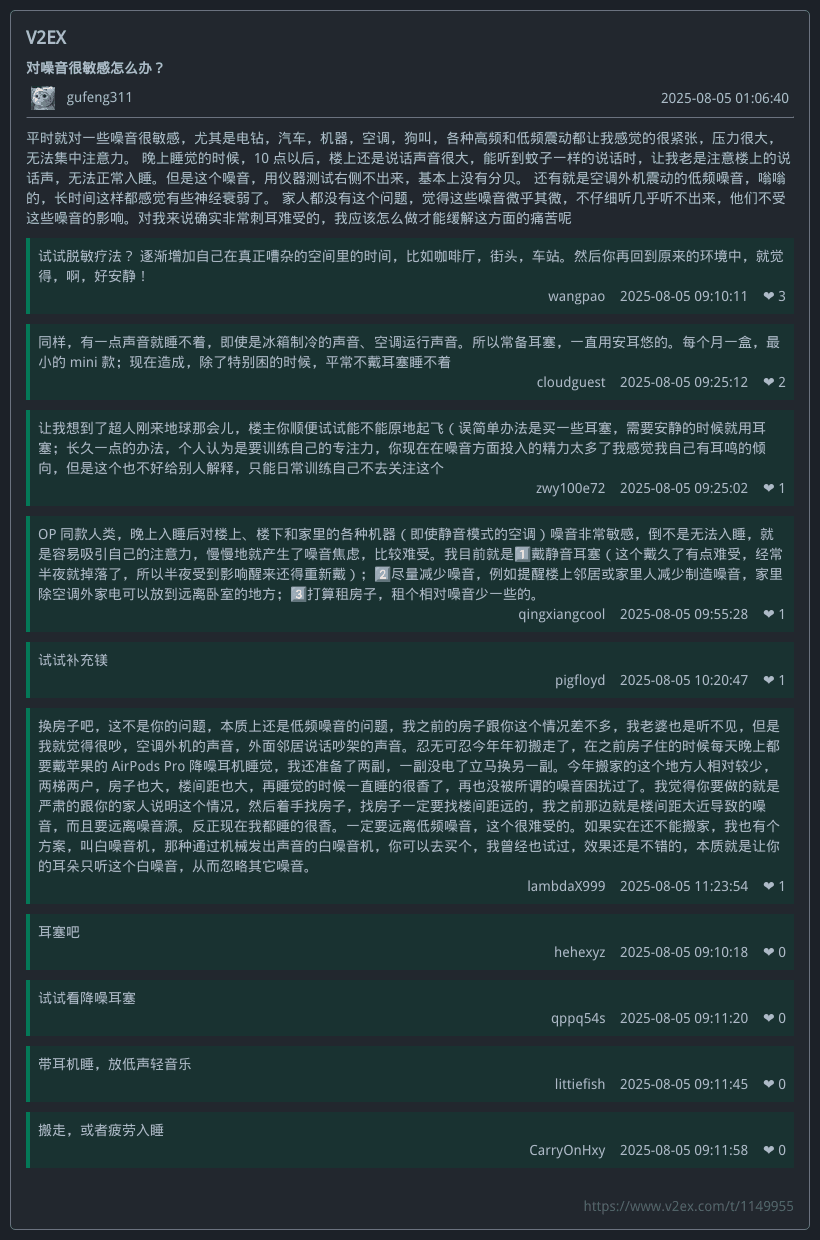 V2EX
对噪音很敏感怎么办？
gufeng311
2025-08-05 01:06:40
平时就对一些噪音很敏感，尤其是电钻，汽车，机器，空调，狗叫，各种高频和低频震动都让我感觉的很紧张，压力很大，
无法集中注意力。 晚上睡觉的时候，10 点以后，楼上还是说话声音很大，能听到蚊子一样的说话时，让我老是注意楼上的说
话声，无法正常入睡。但是这个噪音，用仪器测试右侧不出来，基本上没有分贝。 还有就是空调外机震动的低频噪音，嗡嗡
的，长时间这样都感觉有些神经衰弱了。 家人都没有这个问题，觉得这些噪音微乎其微，不仔细听几乎听不出来，他们不受
这些噪音的影响。对我来说确实非常刺耳难受的，我应该怎么做才能缓解这方面的痛苦呢
试试脱敏疗法？ 逐渐增加自己在真正嘈杂的空间里的时间，比如咖啡厅，街头，车站。然后你再回到原来的环境中，就觉
得，啊，好安静！
wangpao 2025-08-05 09:10:11 ❤ 3
同样，有一点声音就睡不着，即使是冰箱制冷的声音、空调运行声音。所以常备耳塞，一直用安耳悠的。每个月一盒，最
小的 mini 款；现在造成，除了特别困的时候，平常不戴耳塞睡不着
cloudguest 2025-08-05 09:25:12 ❤ 2
让我想到了超人刚来地球那会儿，楼主你顺便试试能不能原地起飞（误简单办法是买一些耳塞，需要安静的时候就用耳
塞；长久一点的办法，个人认为是要训练自己的专注力，你现在在噪音方面投入的精力太多了我感觉我自己有耳鸣的倾
向，但是这个也不好给别人解释，只能日常训练自己不去关注这个
zwy100e72 2025-08-05 09:25:02 ❤ 1
OP 同款人类，晚上入睡后对楼上、楼下和家里的各种机器（即使静音模式的空调）噪音非常敏感，倒不是无法入睡，就
是容易吸引自己的注意力，慢慢地就产生了噪音焦虑，比较难受。我目前就是1️⃣戴静音耳塞（这个戴久了有点难受，经常
半夜就掉落了，所以半夜受到影响醒来还得重新戴）；2️⃣尽量减少噪音，例如提醒楼上邻居或家里人减少制造噪音，家里
除空调外家电可以放到远离卧室的地方；3️⃣打算租房子，租个相对噪音少一些的。
qingxiangcool 2025-08-05 09:55:28 ❤ 1
试试补充镁
pigfloyd 2025-08-05 10:20:47 ❤ 1
换房子吧，这不是你的问题，本质上还是低频噪音的问题，我之前的房子跟你这个情况差不多，我老婆也是听不见，但是
我就觉得很吵，空调外机的声音，外面邻居说话吵架的声音。忍无可忍今年年初搬走了，在之前房子住的时候每天晚上都
要戴苹果的 AirPods Pro 降噪耳机睡觉，我还准备了两副，一副没电了立马换另一副。今年搬家的这个地方人相对较少，
两梯两户，房子也大，楼间距也大，再睡觉的时候一直睡的很香了，再也没被所谓的噪音困扰过了。我觉得你要做的就是
严肃的跟你的家人说明这个情况，然后着手找房子，找房子一定要找楼间距远的，我之前那边就是楼间距太近导致的噪
音，而且要远离噪音源。反正现在我都睡的很香。一定要远离低频噪音，这个很难受的。如果实在还不能搬家，我也有个
方案，叫白噪音机，那种通过机械发出声音的白噪音机，你可以去买个，我曾经也试过，效果还是不错的，本质就是让你
的耳朵只听这个白噪音，从而忽略其它噪音。
lambdaX999 2025-08-05 11:23:54 ❤ 1
耳塞吧
hehexyz 2025-08-05 09:10:18 ❤ 0
试试看降噪耳塞
qppq54s 2025-08-05 09:11:20 ❤ 0
带耳机睡，放低声轻音乐
littiefish 2025-08-05 09:11:45 ❤ 0
搬走，或者疲劳入睡
CarryOnHxy 2025-08-05 09:11:58 ❤ 0
https://www.v2ex.com/t/1149955